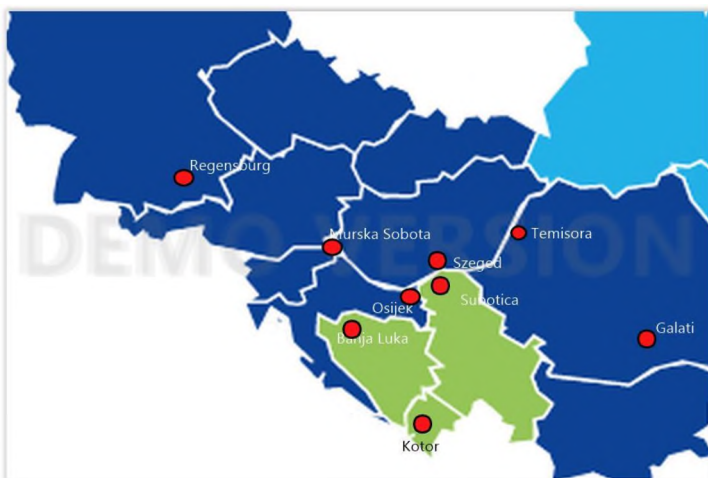 Regensburg
DEMO VERSION
Murska Sobota
Temisora
Szeged
Subotica
Osijek
Banja Luka
Galati
Kotor